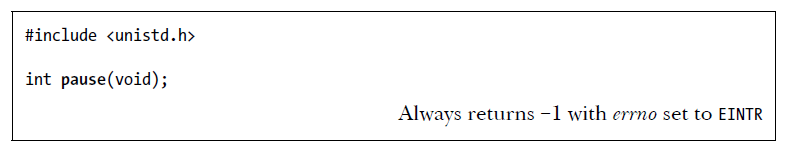 #include <unistd.h>
int pause(void);
Always returns −1 with errno set to EINTR